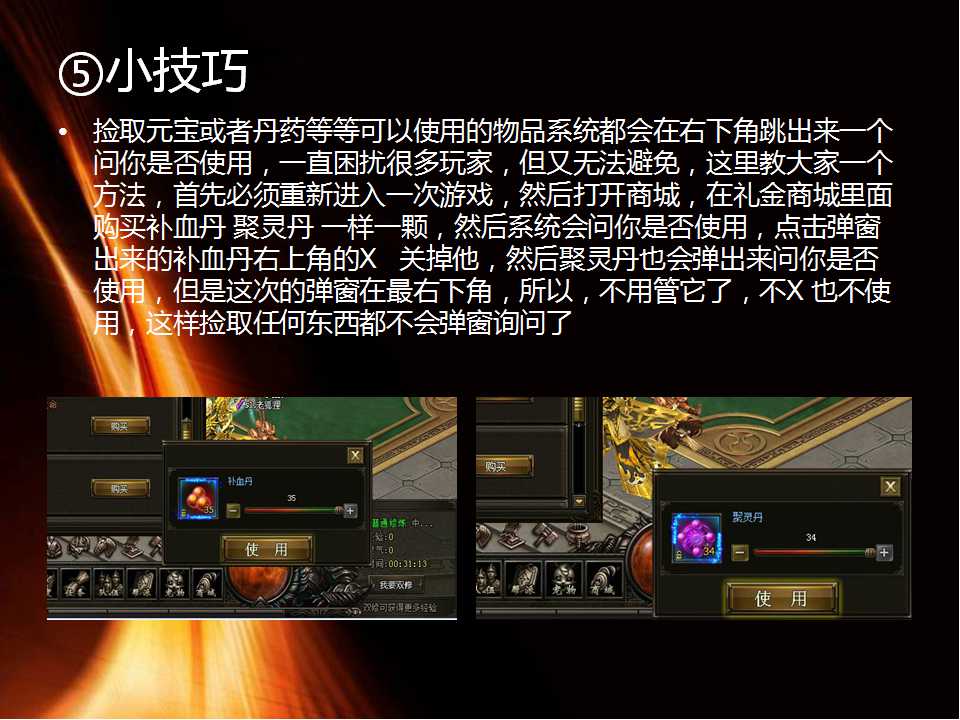 ⑤小技巧
• 捡取元宝或者丹药等等可以使用的物品系统都会在右下角跳出来一个
问你是否使用，一直困扰很多玩家，但又无法避免，这里教大家一个
方法，首先必须重新进入一次游戏，然后打开商城，在礼金商城里面
购买补血丹 聚灵丹 一样一颗，然后系统会问你是否使用，点击弹窗
出来的补血丹右上角的X 关掉他，然后聚灵丹也会弹出来问你是否
使用，但是这次的弹窗在最右下角，所以，不用管它了，不X 也不使
用，这样捡取任何东西都不会弹窗询问了
购买
购买
X
补血丹
35
35
使 用
中...
:0
:0
间:00:31:13
我要双修
双修可获得更多经验
商城
购买
X
聚灵丹
34
34
使 用
商城